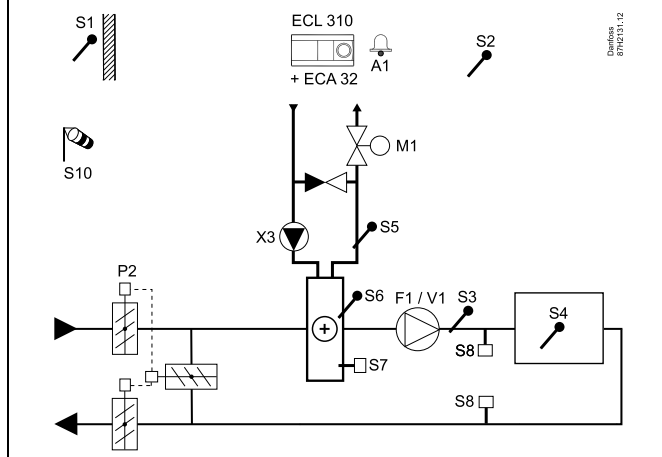 S1
ECL 310
A1
+ ECA 32
S2
Danfoss
87H2131.12
S10
M1
X3
S5
P2
S6
F1 / V1
S3
S4
S7
S8
S8